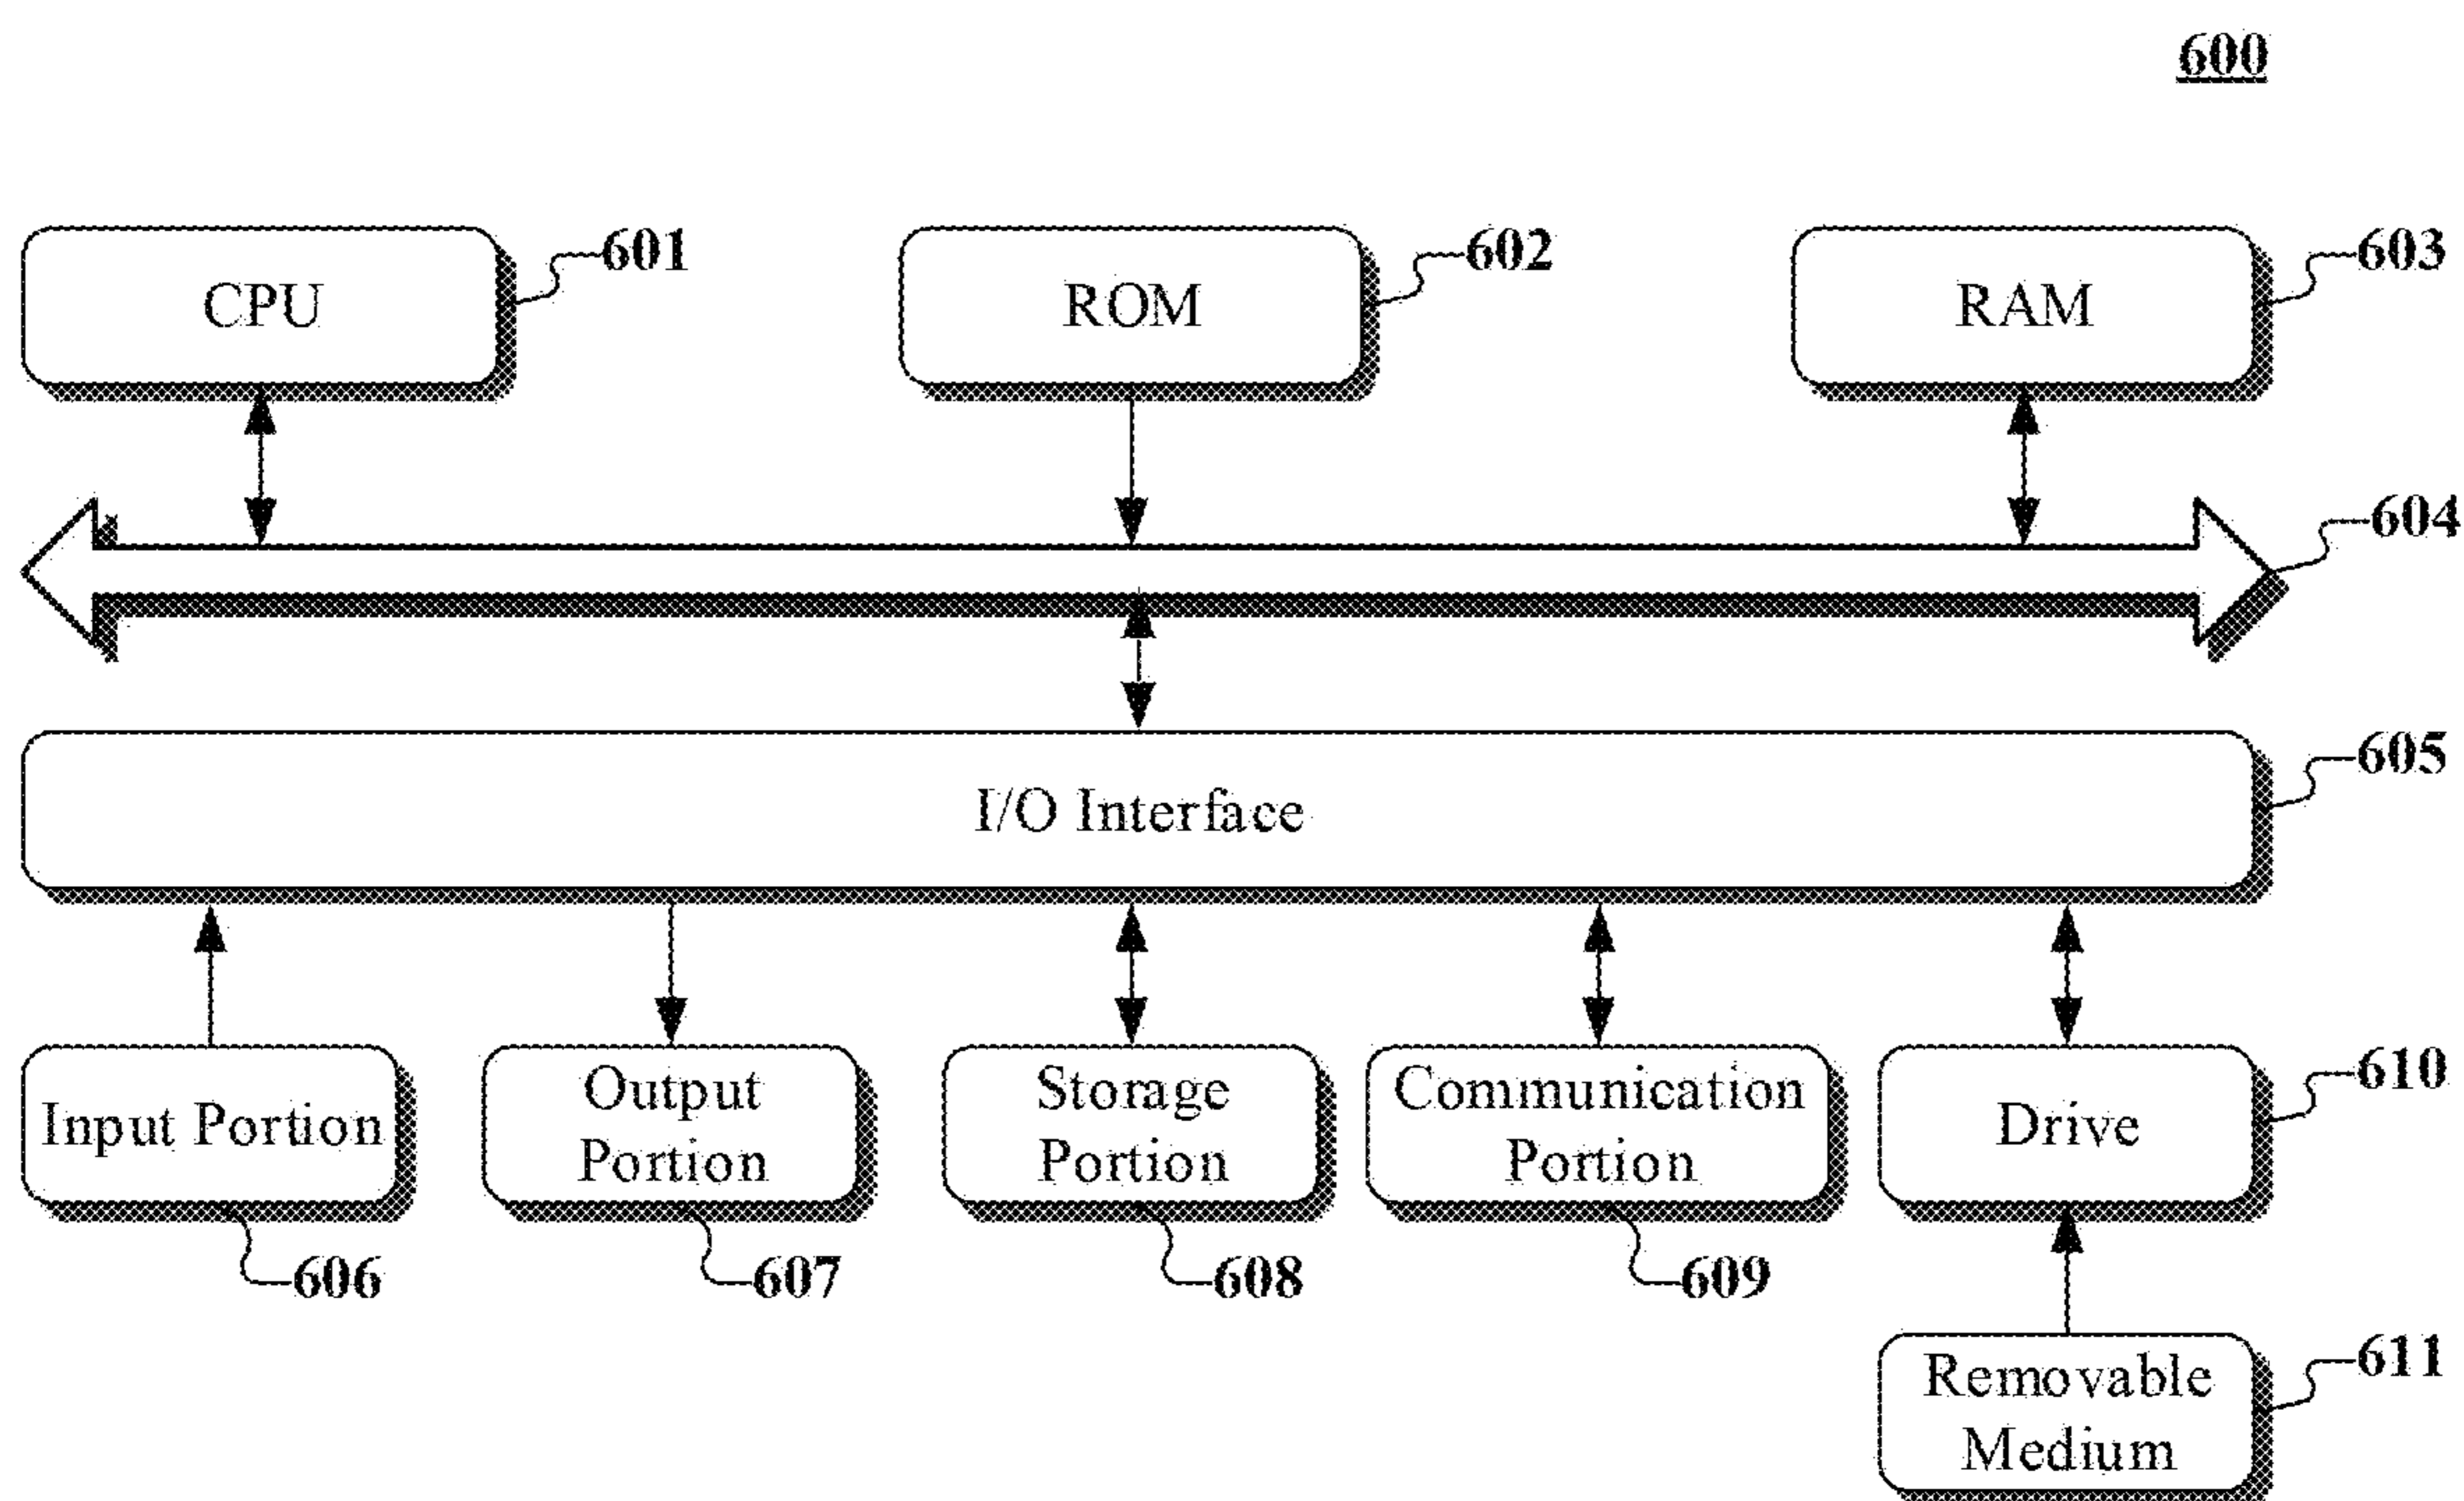 600
CPU
601
ROM
602
RAM
603
604
I/O Interface
605
Input Portion
606
Output
Portion
607
Storage
Portion
608
Communication
Portion
609
Drive
610
Removable
Medium
611